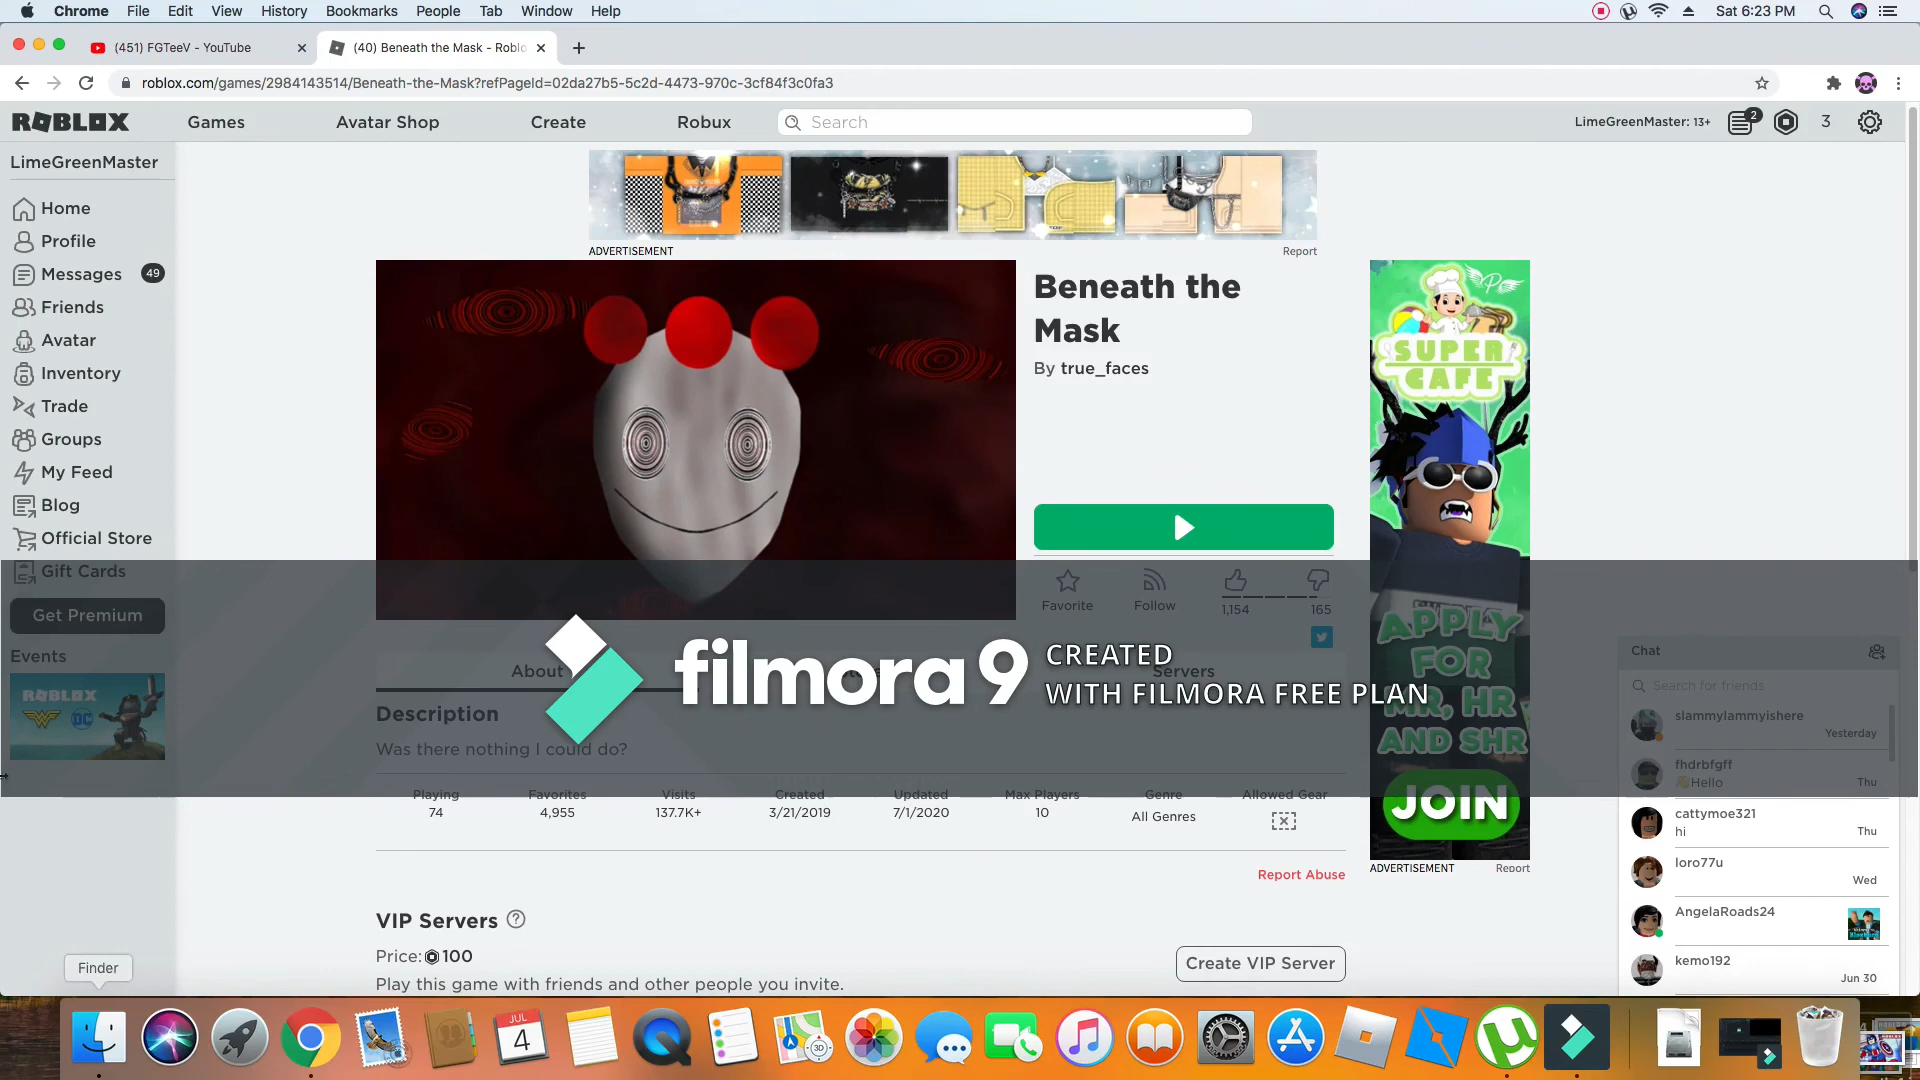 Chrome File Edit View History Bookmarks People Tab Window Help
Sat 6:23 PM
(451) FGTeeV - YouTube
(40) Beneath the Mask - Roblo
roblox.com/games/2984143514/Beneath-the-Mask?refPageId=02da27b5-5c2d-4473-970c-3cf84f3c0fa3
ROBLOX
Games
Avatar Shop
Create
Robux
Search
LimeGreenMaster: 13+
2
3
LimeGreenMaster
Home
Profile
Messages 49
Friends
Avatar
Inventory
Trade
Groups
My Feed
Blog
Official Store
Gift Cards
Get Premium
Events
ROBLOX
DC
ADVERTISEMENT
Report
Beneath the
Mask
By true_faces
Favorite
Follow
1,154
165
About
Servers
Description
Was there nothing I could do?
filmora9
CREATED
WITH FILMORA FREE PLAN
Playing
74
Favorites
4,955
Visits
137.7K+
Created
3/21/2019
Updated
7/1/2020
Max Players
10
Genre
All Genres
Allowed Gear
Report Abuse
VIP Servers
Price: 100
Play this game with friends and other people you invite.
Create VIP Server
SUPER
CAFE
APPLY
FOR
MR, HR
AND SHR
JOIN
ADVERTISEMENT
Report
Chat
Search for friends
slammylammyishere
Yesterday
fhdrbfgff
👋Hello
Thu
cattymoe321
hi
Thu
loro77u
Wed
AngelaRoads24
kemo192
Jun 30
Finder
JUL
4
3D